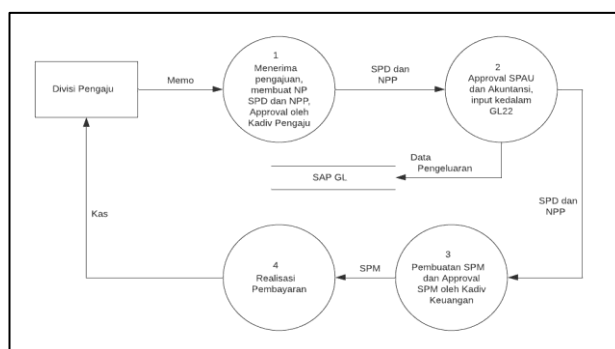 Divisi Pengaju
Memo
1
Menerima
pengajuan,
membuat NP
SPD dan NPP,
Approval oleh
Kadiv Pengaju
SPD dan
NPP
2
Approval SPAU
dan Akuntansi,
input kedalam
GL22
Data
Pengeluaran
SAP GL
SPD dan
NPP
3
Pembuatan SPM
dan Approval
SPM oleh Kadiv
Keuangan
SPM
4
Realisasi
Pembayaran
Kas